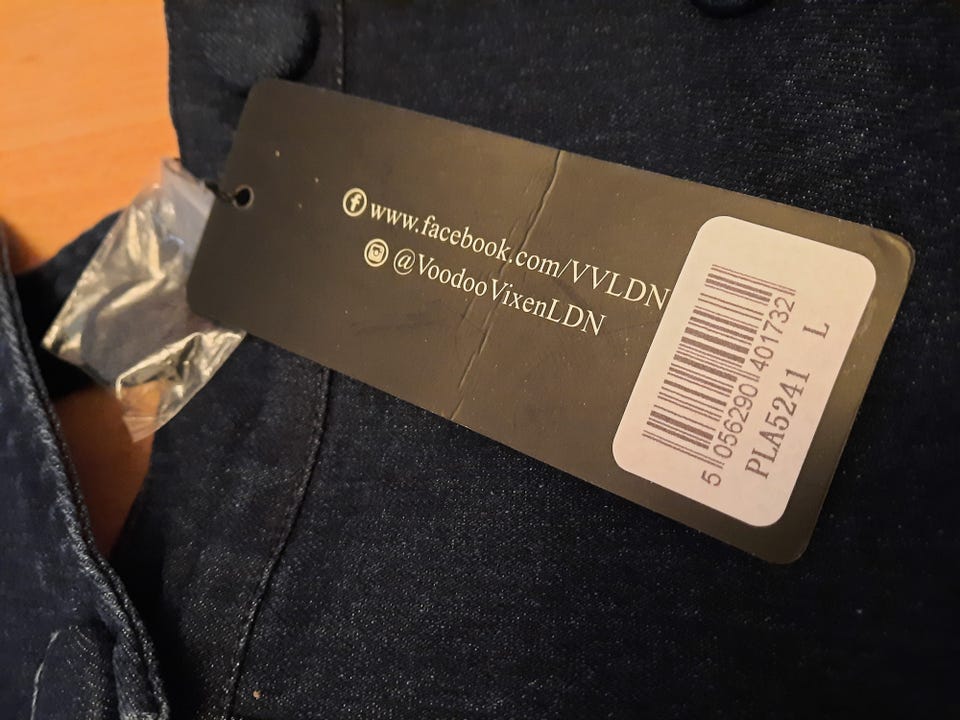 www.facebook.com/VVLDN
@VoodooVixenLDN
5 056290 401732
PLA5241 L